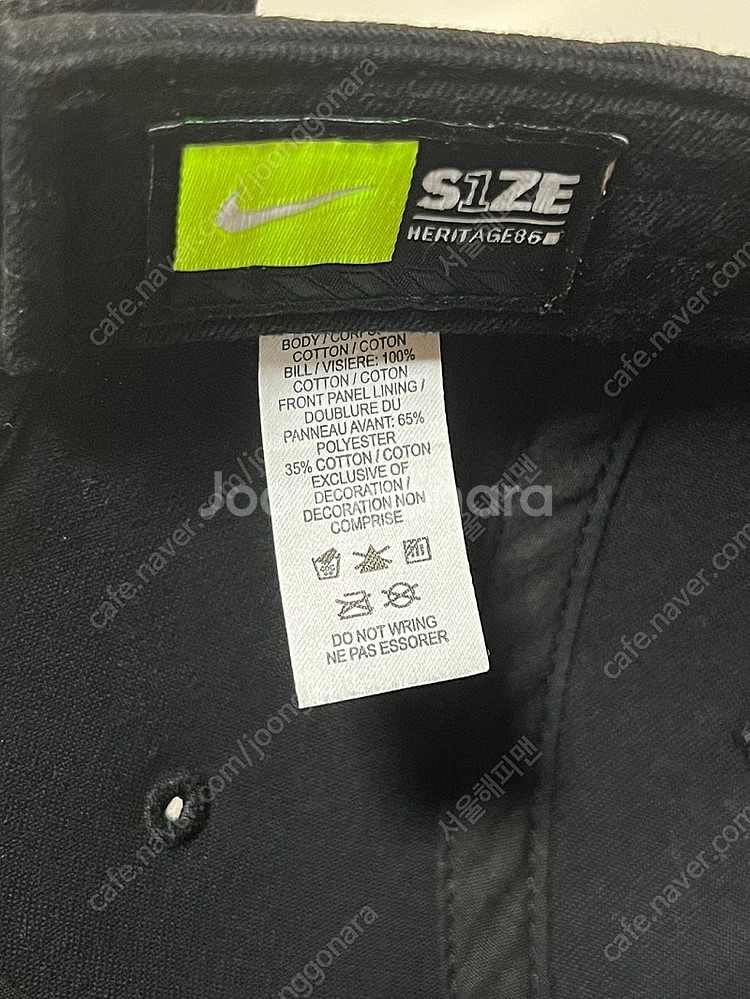 S1ZE
HERITAGE86
BODY / CORPS
COTTON / COTON
BILL / VISIERE: 100%
COTTON / COTON
FRONT PANEL LINING /
DOUBLURE DU
PANNEAU AVANT: 65%
POLYESTER
35% COTTON / COTON
EXCLUSIVE OF
DECORATION /
DECORATION NON
COMPRISE
40C
DO NOT WRING
NE PAS ESSORER
Joonggonara
cafe.naver.com/joonggonara
서울해피맨